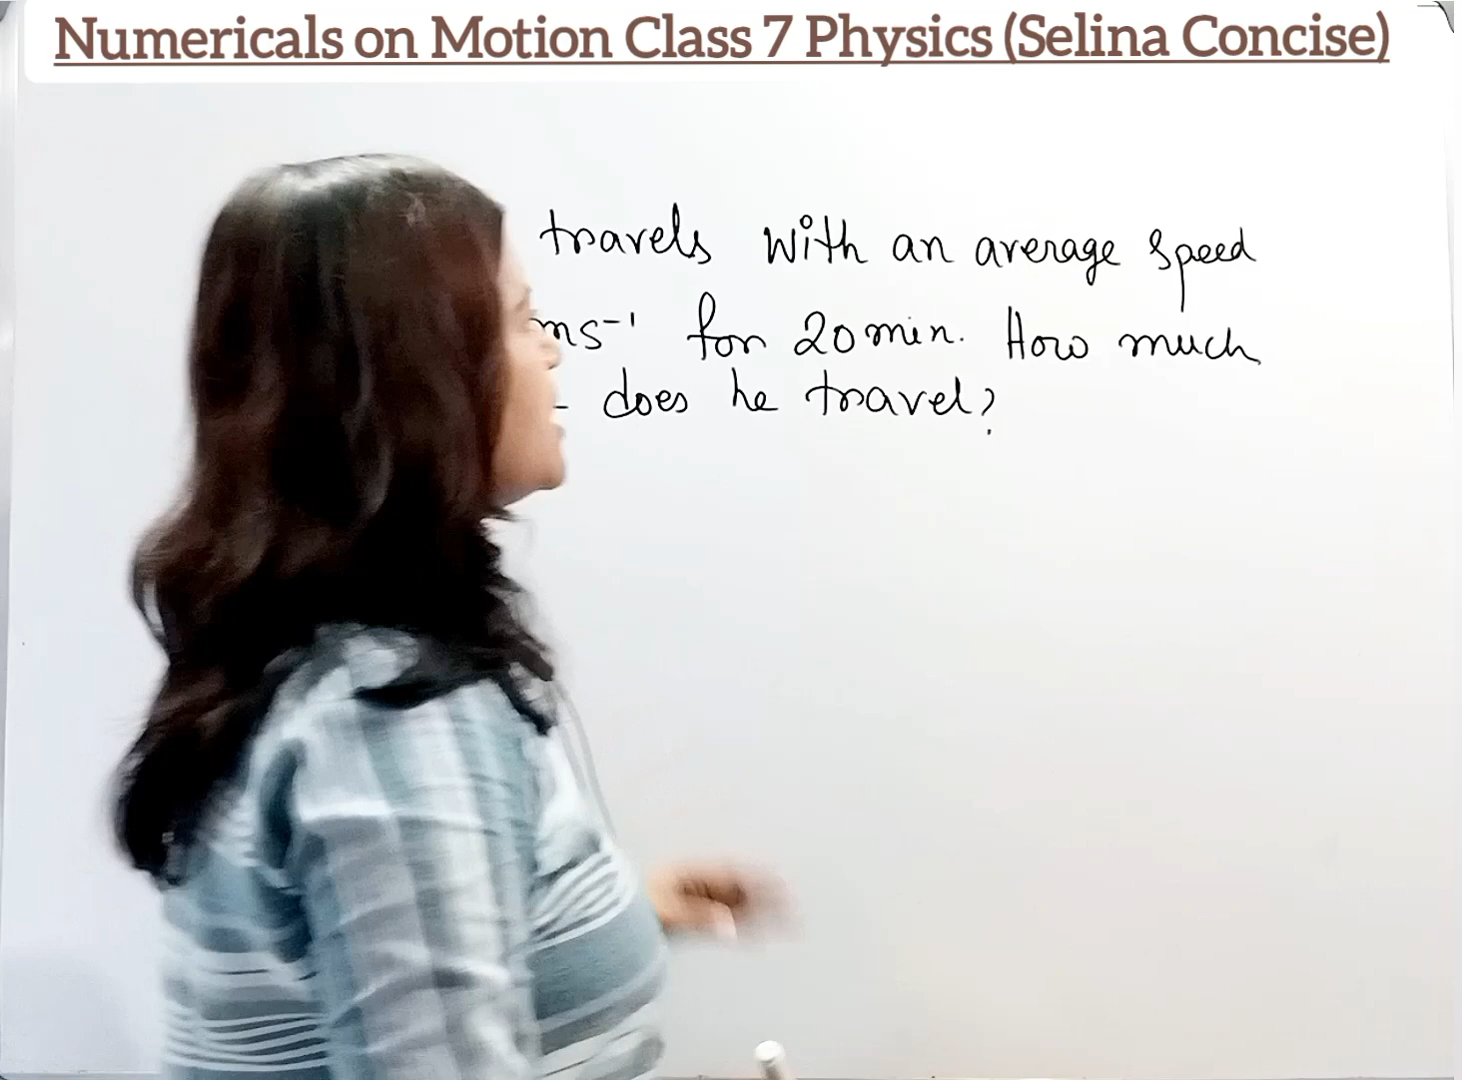 Numericals on Motion Class 7 Physics (Selina Concise)
travels with an average speed
ms⁻¹ for 20 min. How much
does he travel?